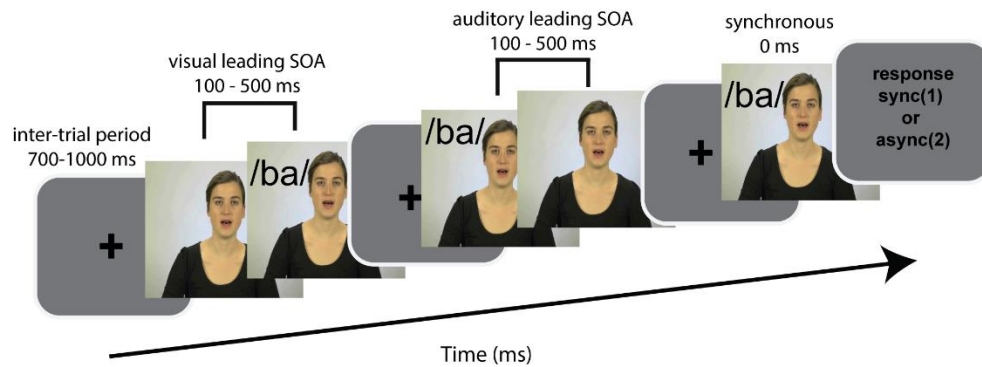 inter-trial period
700-1000 ms
+
visual leading SOA
100 - 500 ms
/ba/
+
auditory leading SOA
100 - 500 ms
/ba/
+
synchronous
0 ms
/ba/
response
sync(1)
or
async(2)
Time (ms)